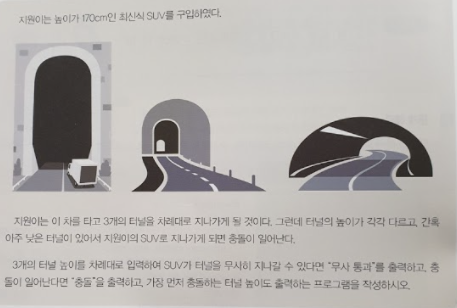 지원이는 높이가 170cm인 최신식 SUV를 구입하였다.
지원이는 이 차를 타고 3개의 터널을 차례대로 지나가게 될 것이다. 그런데 터널의 높이가 각각 다르고, 간혹
아주 낮은 터널이 있어서 지원이의 SUV로 지나가게 되면 충돌이 일어난다.
3개의 터널 높이를 차례대로 입력하여 SUV가 터널을 무사히 지나갈 수 있다면 "무사 통과"를 출력하고, 충
돌이 일어난다면 "충돌"을 출력하고, 가장 먼저 충돌하는 터널 높이도 출력하는 프로그램을 작성하시오.